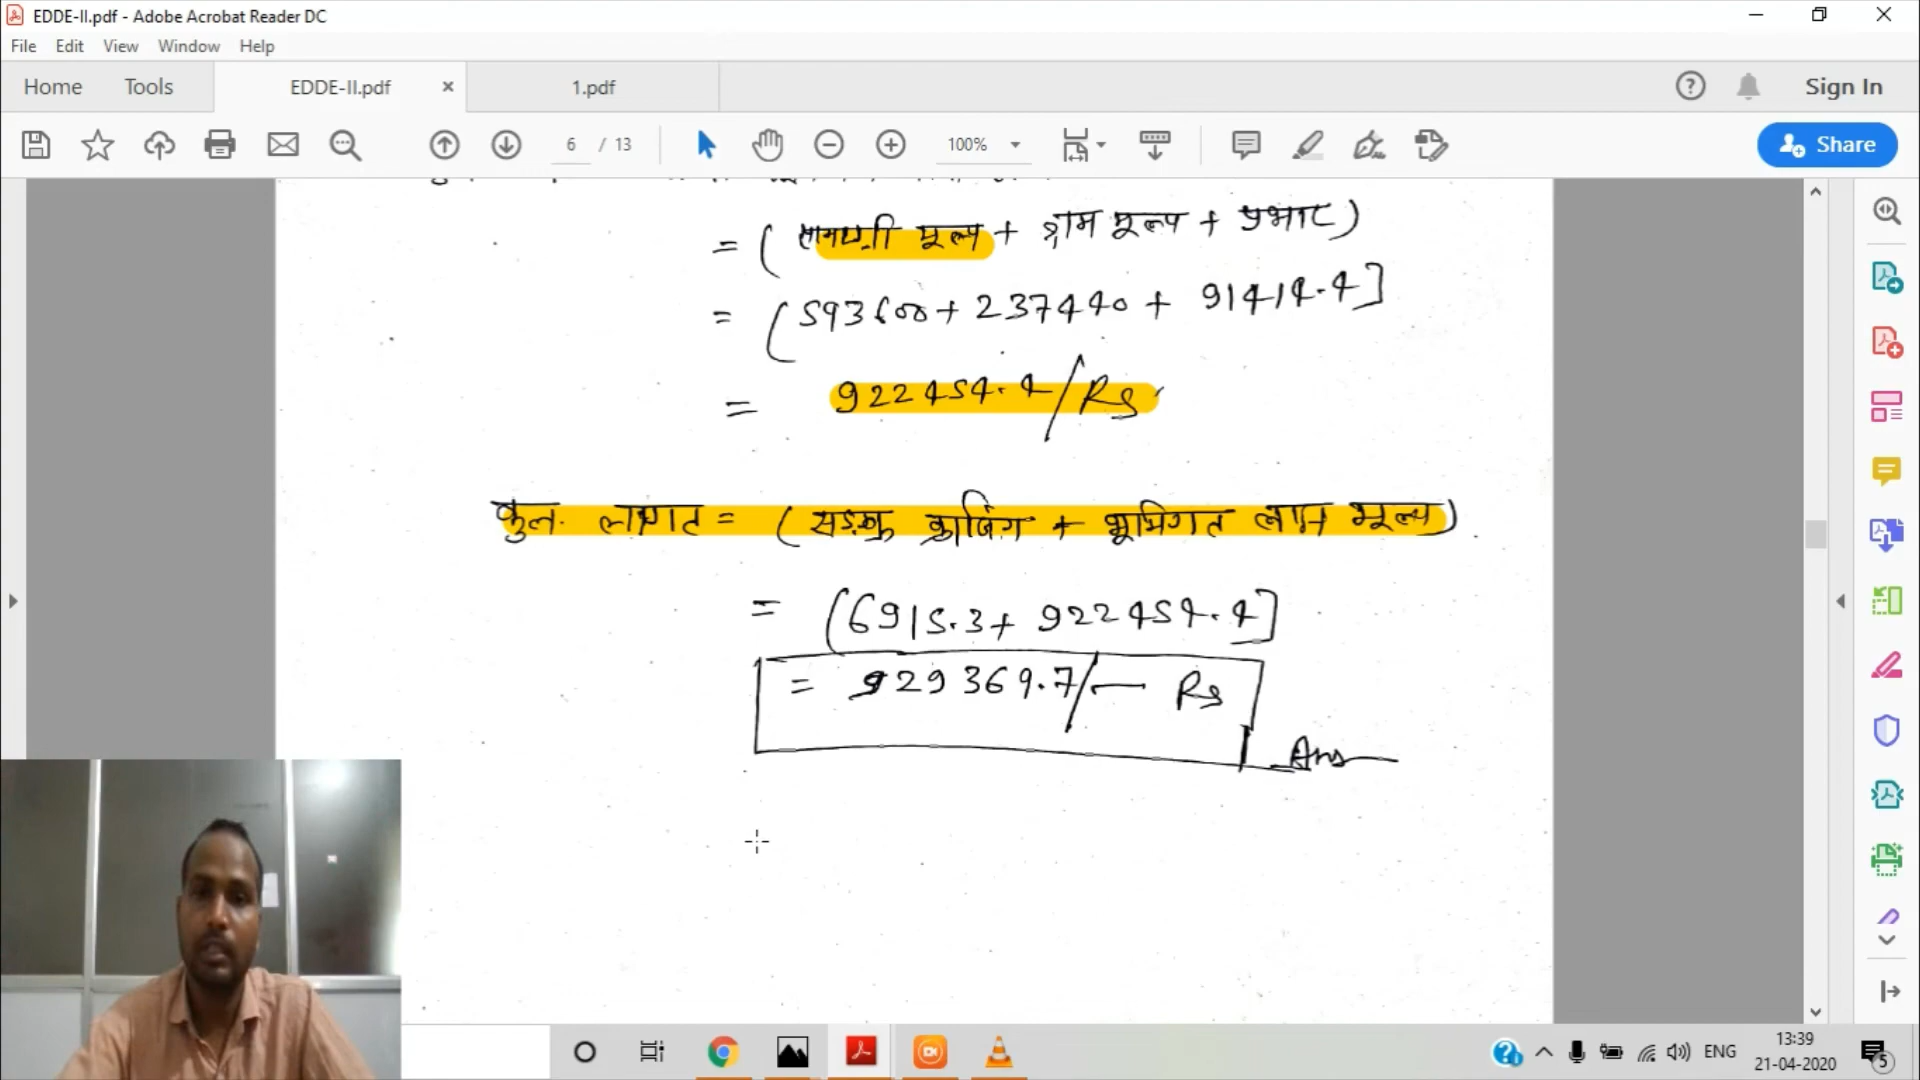 EDDE-II.pdf - Adobe Acrobat Reader DC
File Edit View Window Help
Home Tools EDDE-II.pdf × 1.pdf Sign In
6 / 13 100% Share
= (सामग्री मूल्य + श्राम मूल्य + प्रभार)
= (593600 + 237440 + 91414.4]
= 922454.4/Rs
कुल लागत = (सड़क क्रासिंग + भूमिगत लाइन मूल्य)
= (6915.3 + 922454.4]
= 929369.7/— Rs
Ans
ENG 13:39
21-04-2020
5